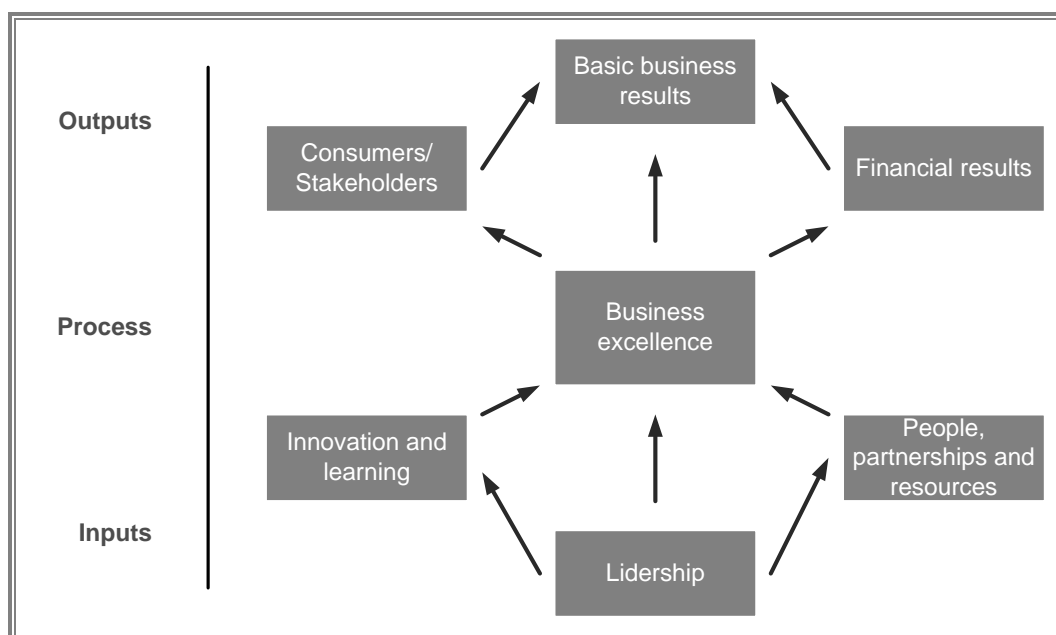 Outputs
Basic business
results
Consumers/
Stakeholders
Financial results
Process
Business
excellence
Innovation and
learning
People,
partnerships and
resources
Inputs
Lidership